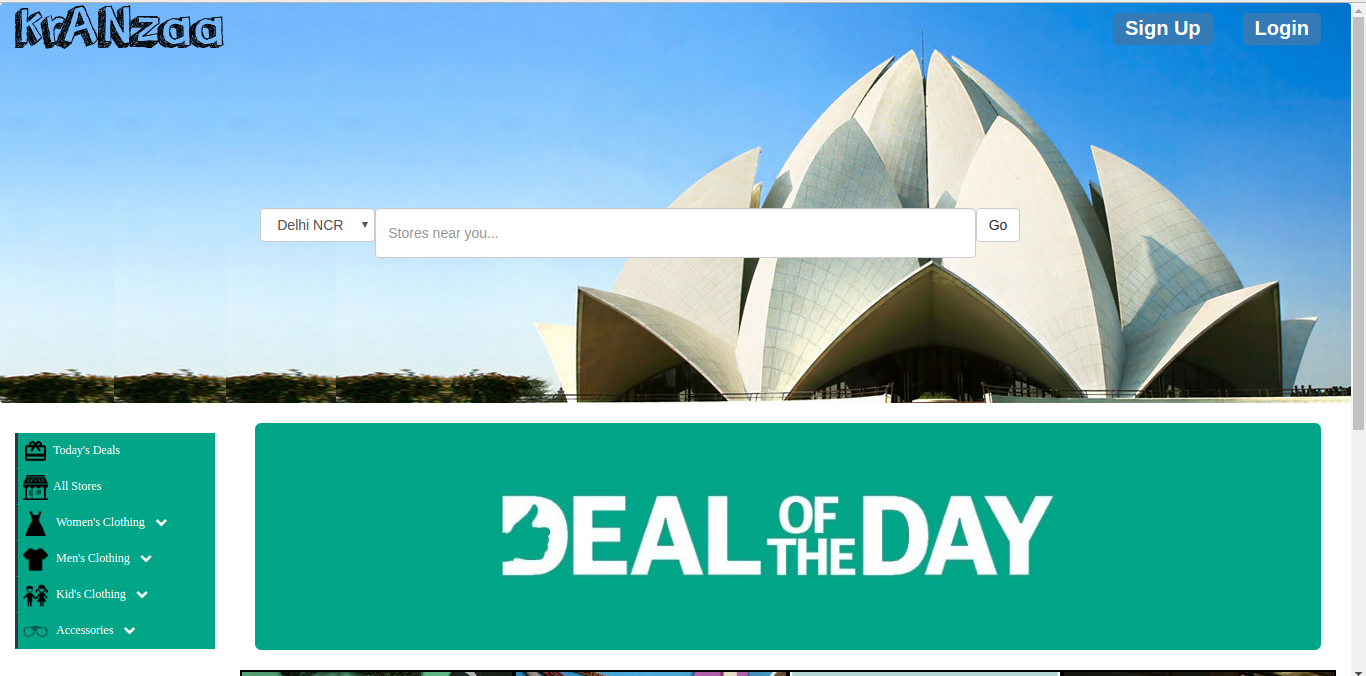 KrANzaa
Sign Up
Login
Delhi NCR
Stores near you...
Go
Today's Deals
All Stores
Women's Clothing
Men's Clothing
Kid's Clothing
Accessories
DEAL OF THE DAY